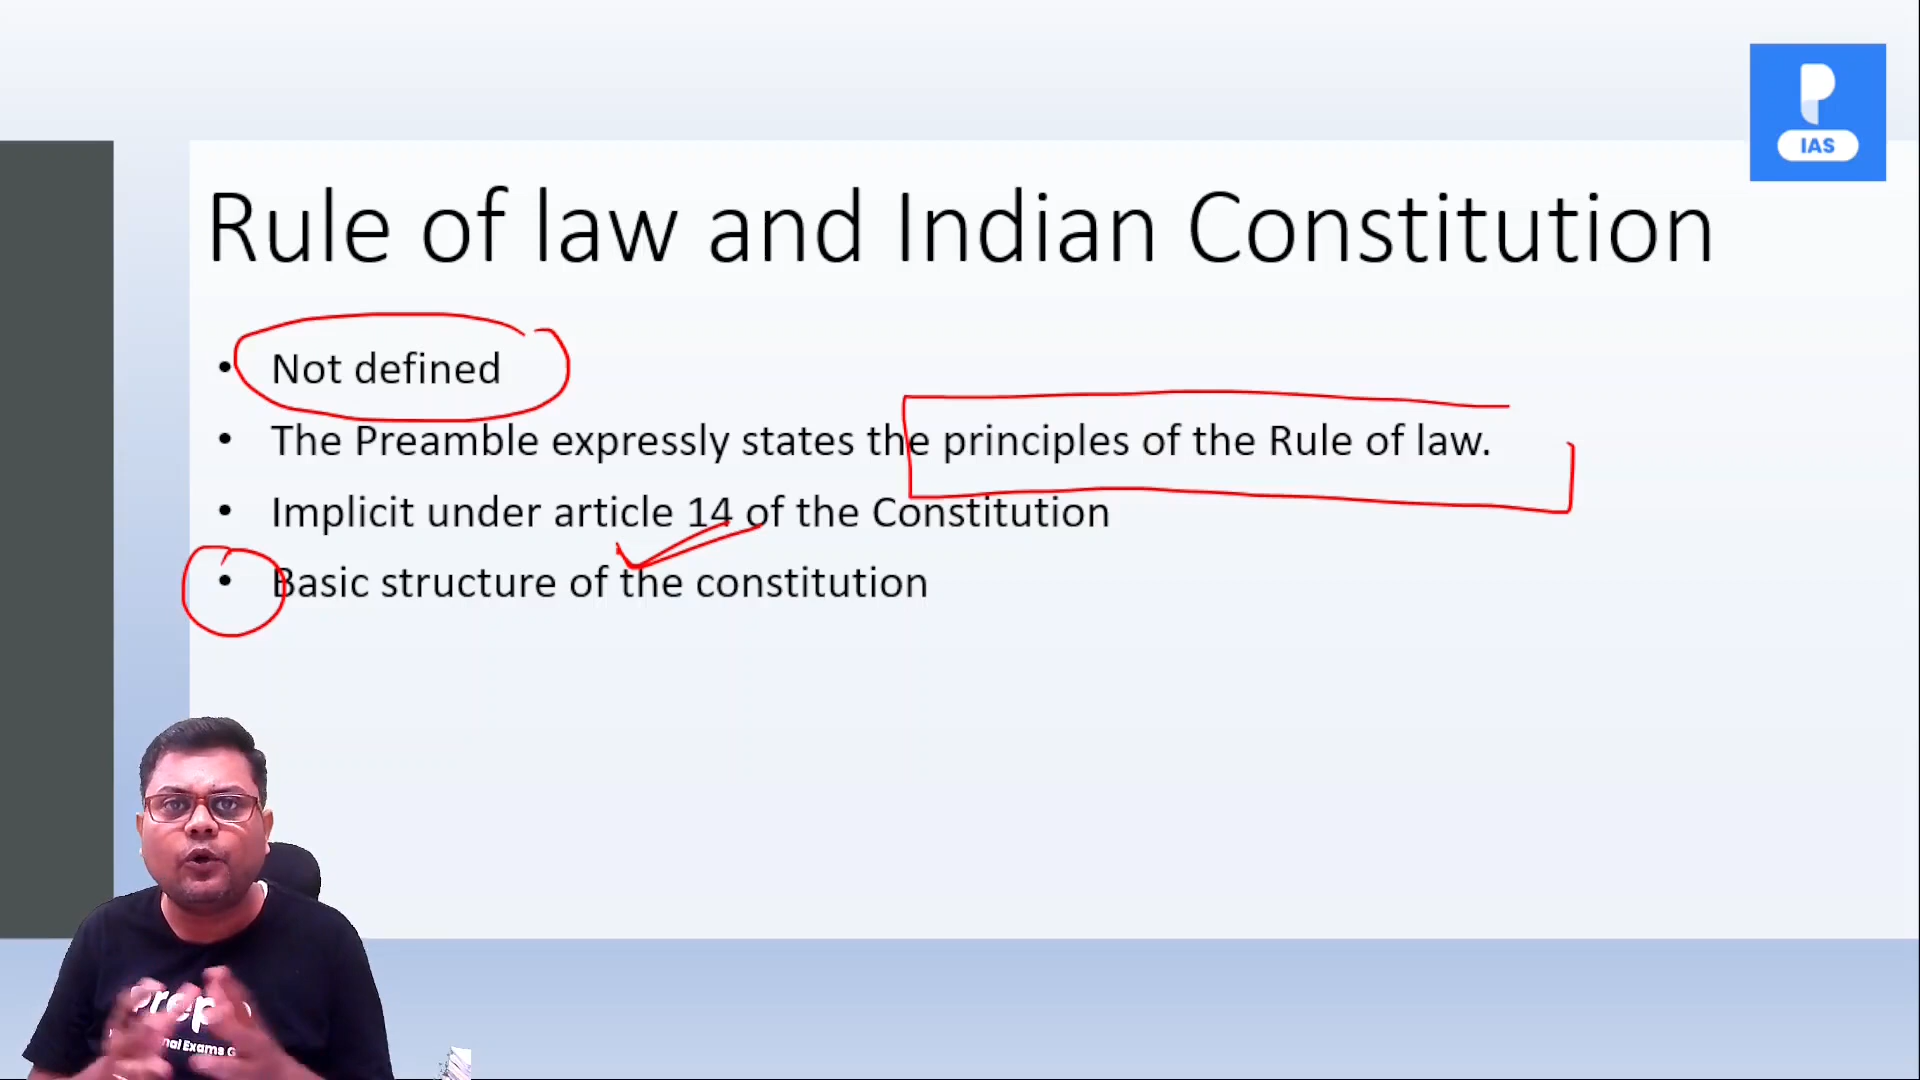 IAS
Rule of law and Indian Constitution
• Not defined
• The Preamble expressly states the principles of the Rule of law.
• Implicit under article 14 of the Constitution
• Basic structure of the constitution
Exams